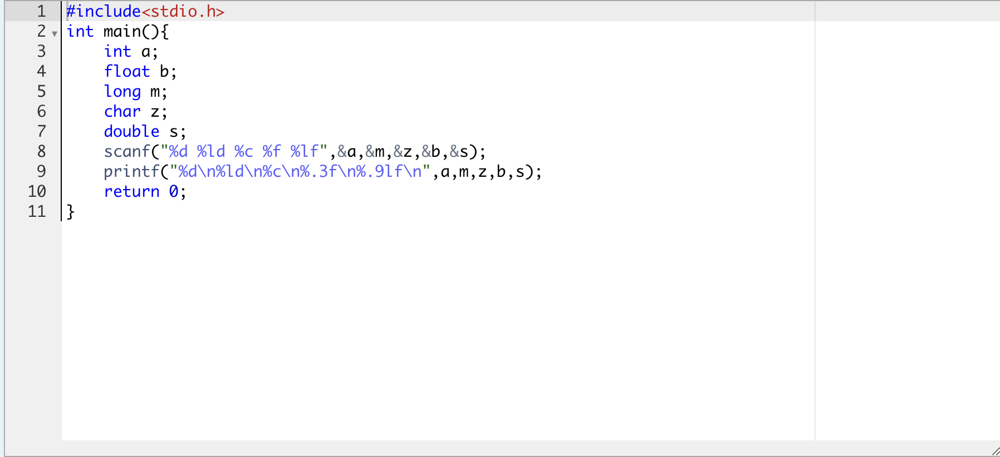 1 #include<stdio.h>
2 int main(){
3     int a;
4     float b;
5     long m;
6     char z;
7     double s;
8     scanf("%d %ld %c %f %lf",&a,&m,&z,&b,&s);
9     printf("%d\n%ld\n%c\n%.3f\n%.9lf\n",a,m,z,b,s);
10     return 0;
11 }